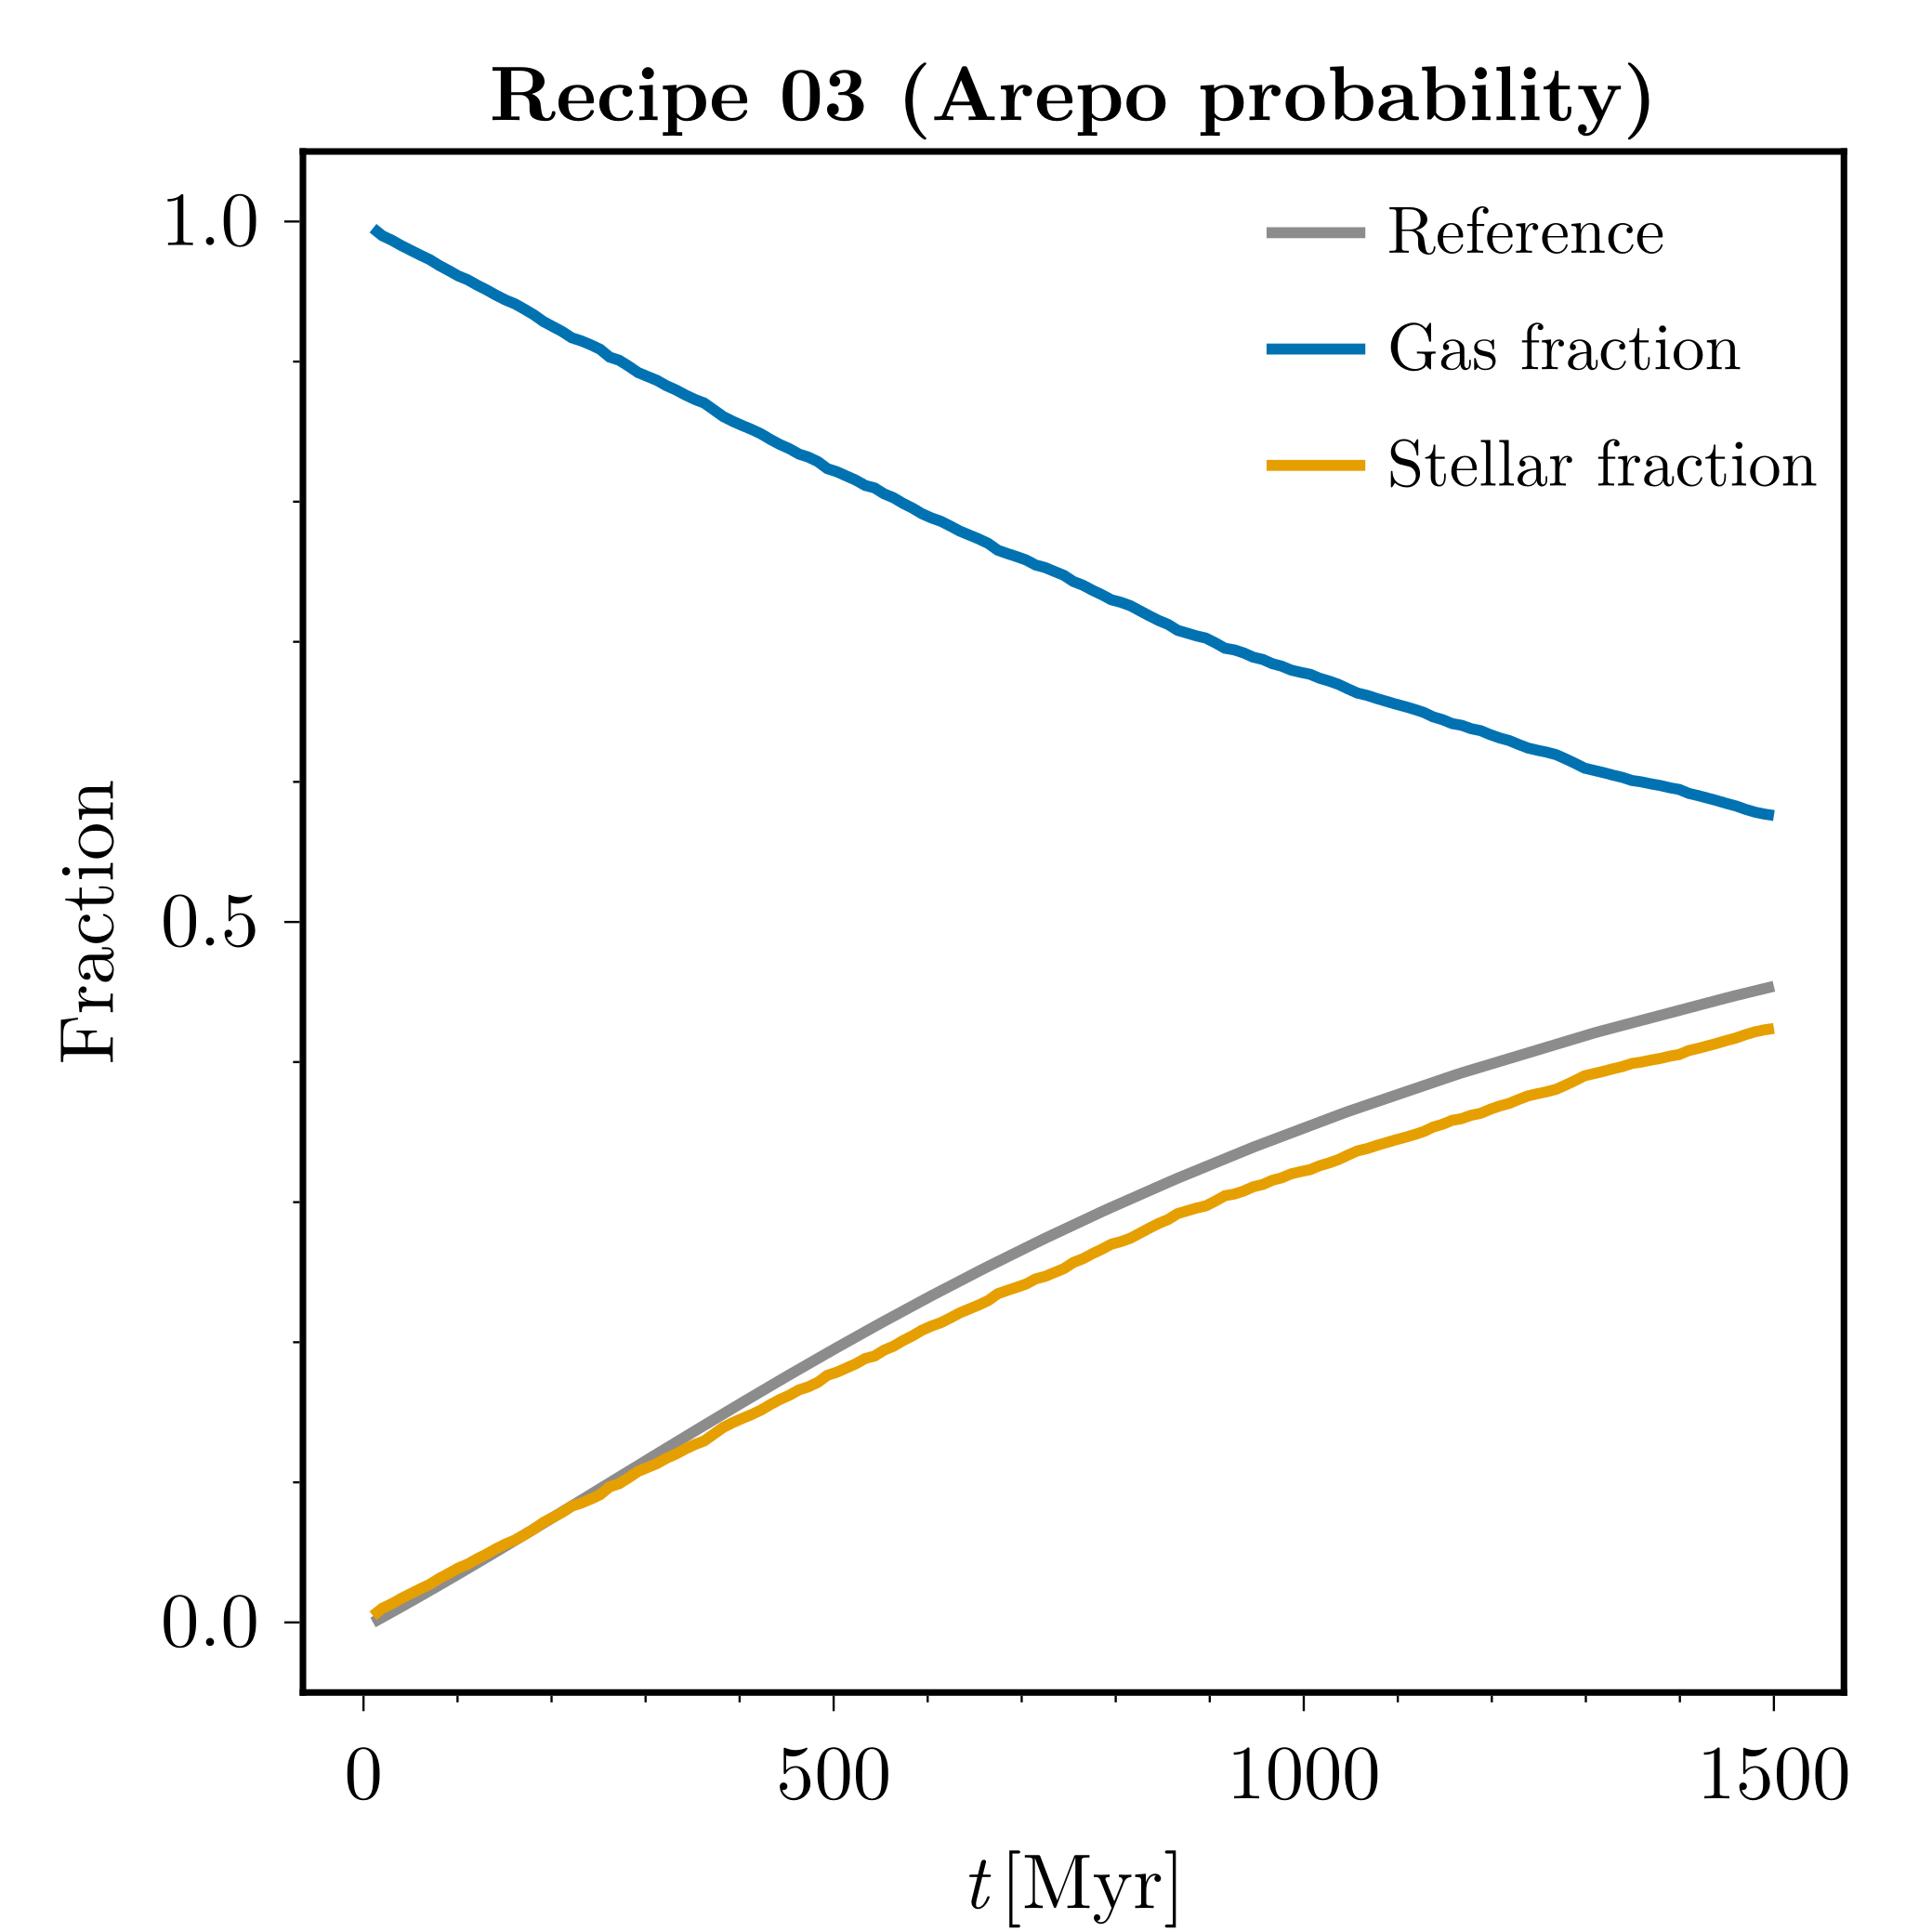 Recipe 03 (Arepo probability)
Reference
Gas fraction
Stellar fraction
1.0
0.5
0.0
Fraction
0 500 1000 1500
t [Myr]